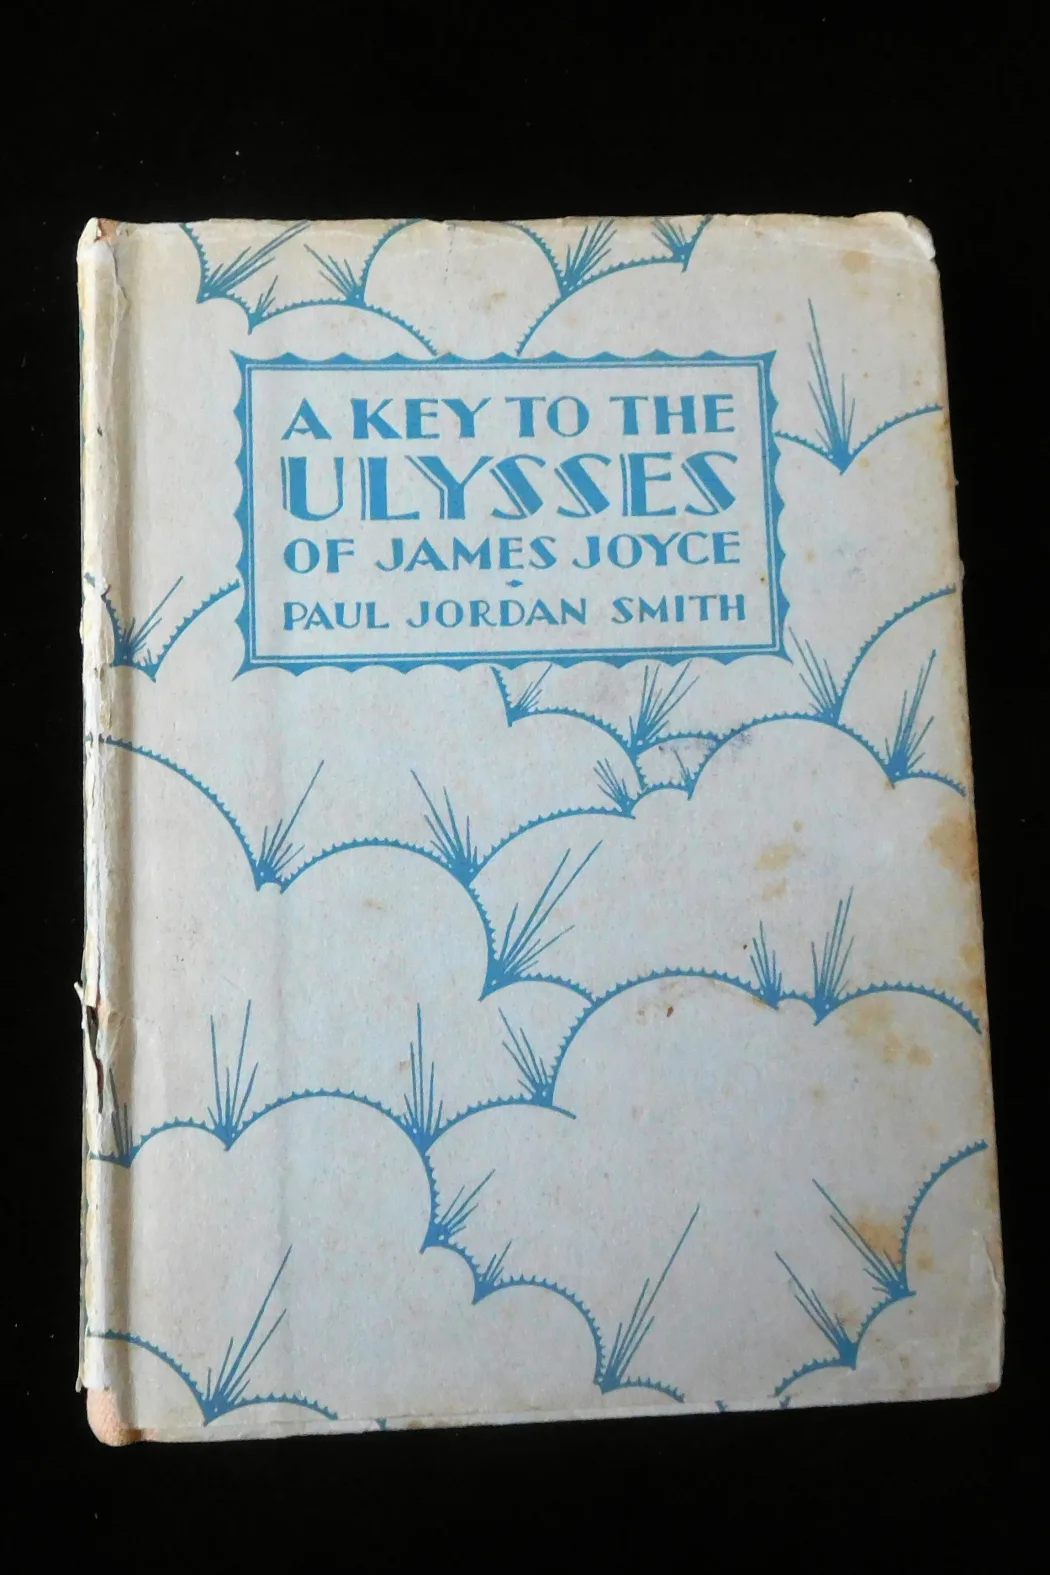 A KEY TO THE
ULYSSES
OF JAMES JOYCE
PAUL JORDAN SMITH